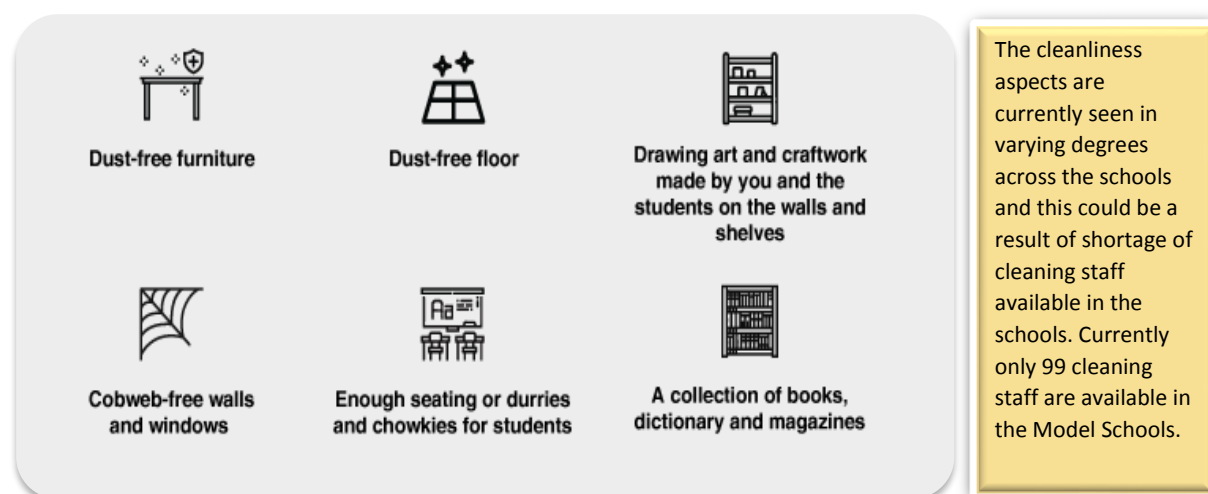 Dust-free furniture
Dust-free floor
Drawing art and craftwork
made by you and the
students on the walls and
shelves
Cobweb-free walls
and windows
Enough seating or durries
and chowkies for students
A collection of books,
dictionary and magazines
The cleanliness
aspects are
currently seen in
varying degrees
across the schools
and this could be a
result of shortage of
cleaning staff
available in the
schools. Currently
only 99 cleaning
staff are available in
the Model Schools.